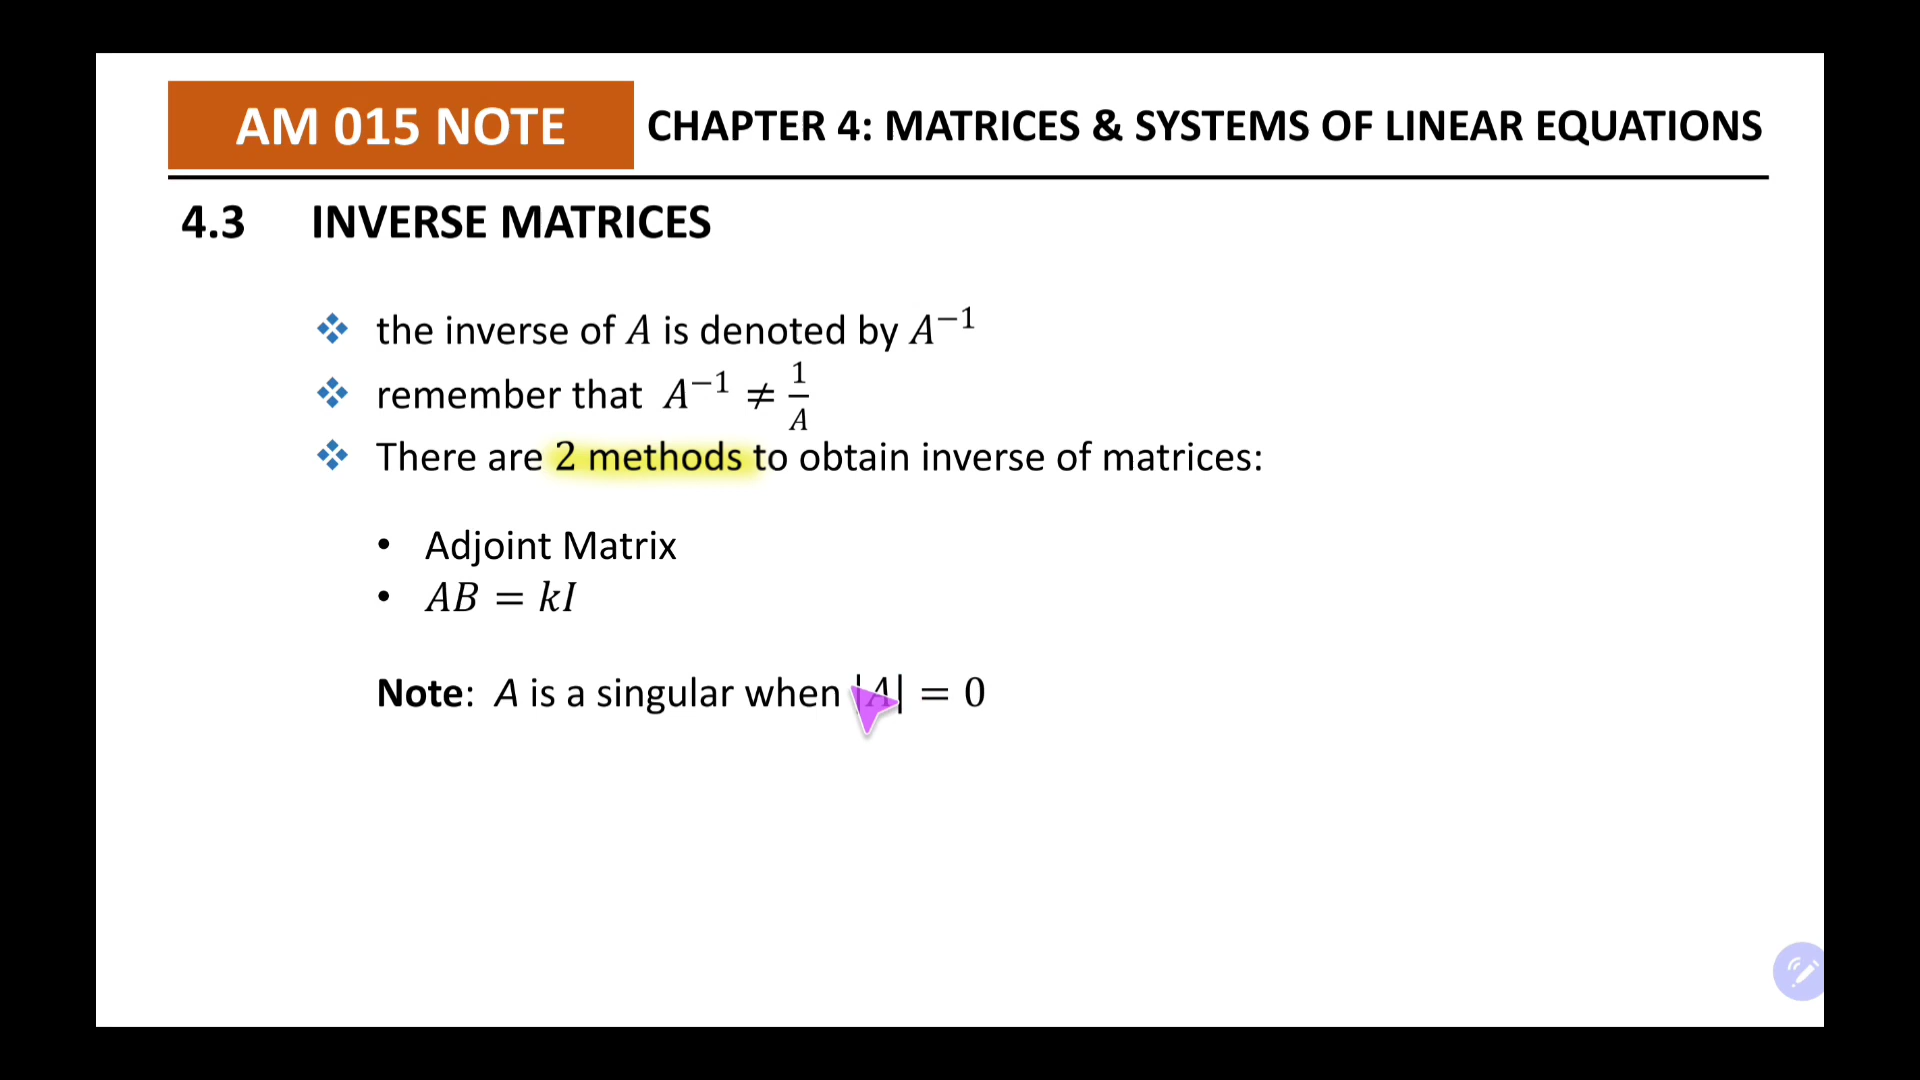 AM 015 NOTE
CHAPTER 4: MATRICES & SYSTEMS OF LINEAR EQUATIONS
4.3 INVERSE MATRICES
❖ the inverse of A is denoted by A⁻¹
❖ remember that A⁻¹ ≠ 1/A
❖ There are 2 methods to obtain inverse of matrices:
• Adjoint Matrix
• AB = kI
Note: A is a singular when |A| = 0